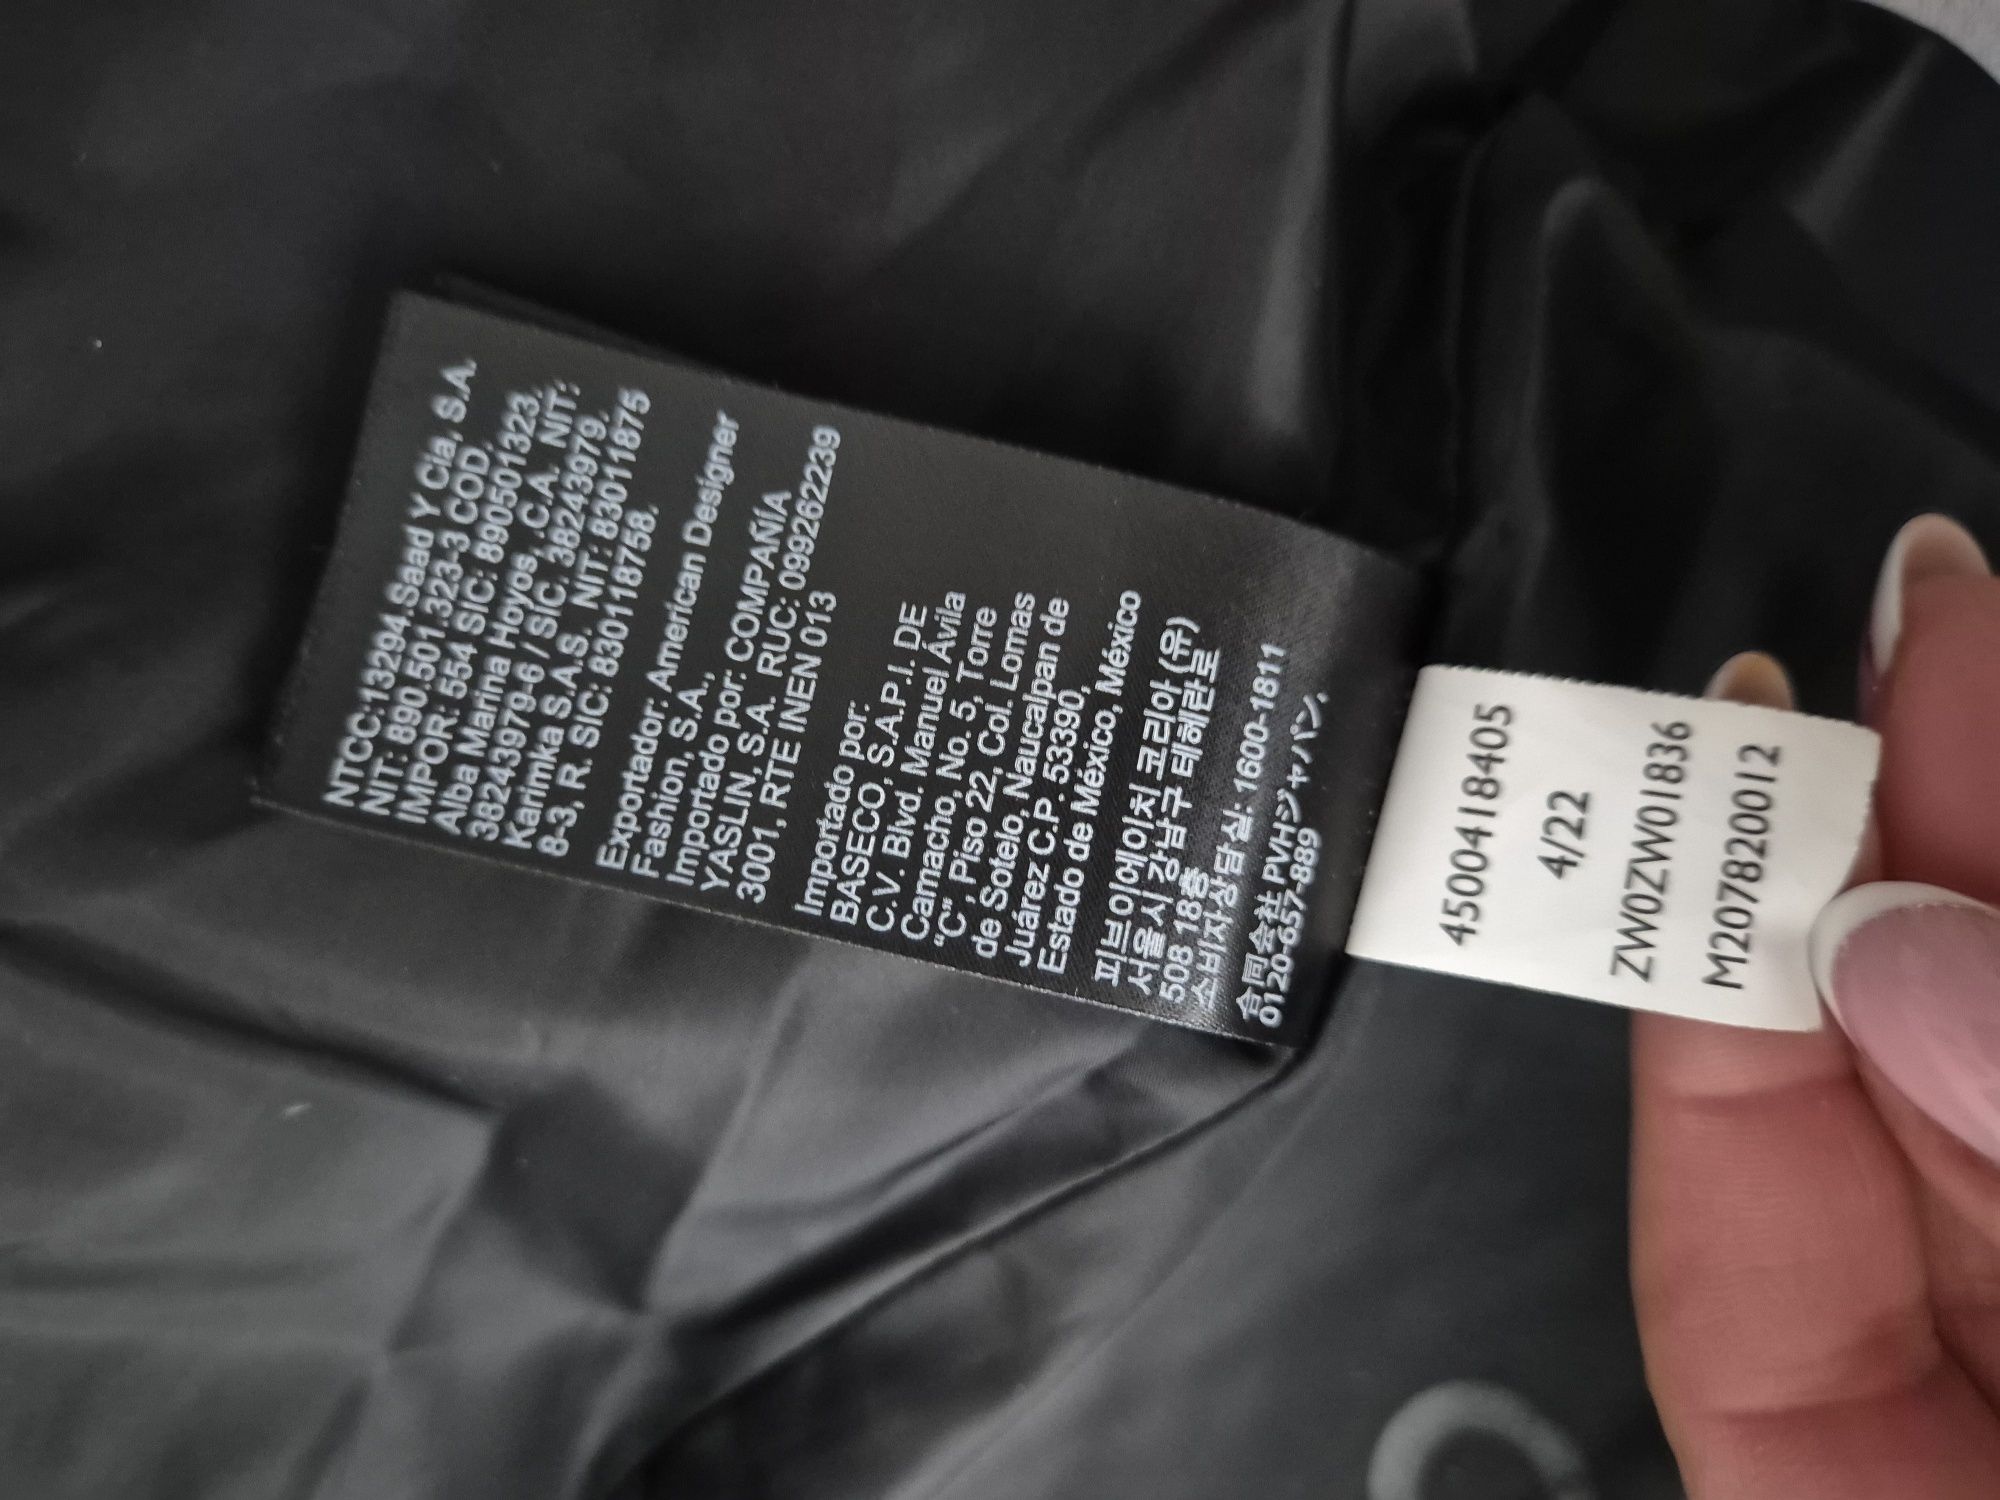 NTCC:13294.Saad Y Cia, S.A.
NIT: 890.501.323-3 COD.
IMPOR: 554 SIC: 890501323.
Alba Marina Hoyos, .C.A. NIT:
38243979-6 / SIC. 38243979.
Karimka S.A.S. NIT: 83011875
8-3, R. SIC: 8301187​58.
Exportador: American Designer
Fashion, S.A.,
Importado por: COMPAÑÍA
YASLIN, S.A. RUC: 0992622​39
3001, RTE INEN 013
Importado por:
BASECO, S.A.P.I. DE
C.V. Blvd. Manuel Ávila
Camacho, No. 5, Torre
“C”, Piso 22, Col. Lomas
de Sotelo, Naucalpan de
Juárez C.P. 53390,
Estado de México, México
피브이에이치 코리아 (유)
서울시 강남구 테헤란로
508 18층
소비자상담실: 1600-1811
合同会社 PVHジャパン,
0120-657-889
4500418405
4/22
ZW0ZW01836
M207820012